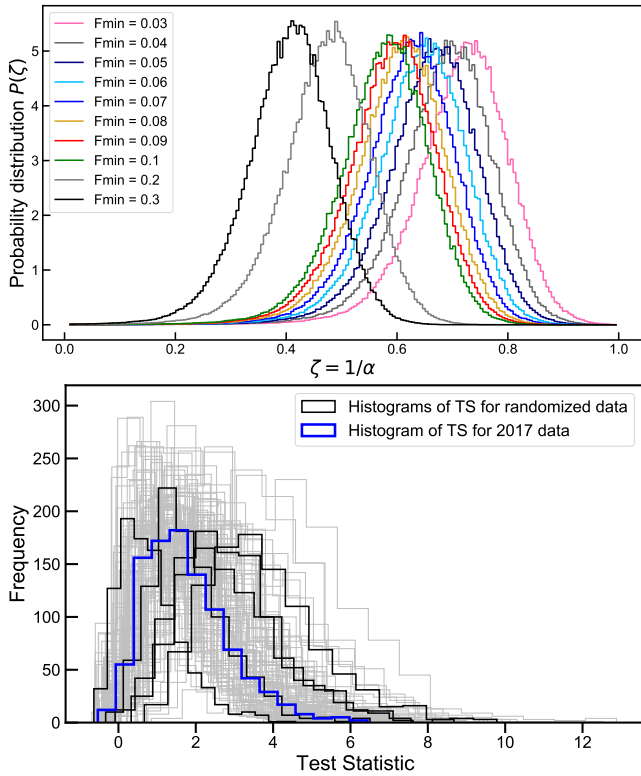 Probability distribution P(ζ)
5
4
3
2
1
0
Fmin = 0.03
Fmin = 0.04
Fmin = 0.05
Fmin = 0.06
Fmin = 0.07
Fmin = 0.08
Fmin = 0.09
Fmin = 0.1
Fmin = 0.2
Fmin = 0.3
0.0 0.2 0.4 0.6 0.8 1.0
ζ = 1/α
Frequency
300
250
200
150
100
50
0
Histograms of TS for randomized data
Histogram of TS for 2017 data
0 2 4 6 8 10 12
Test Statistic